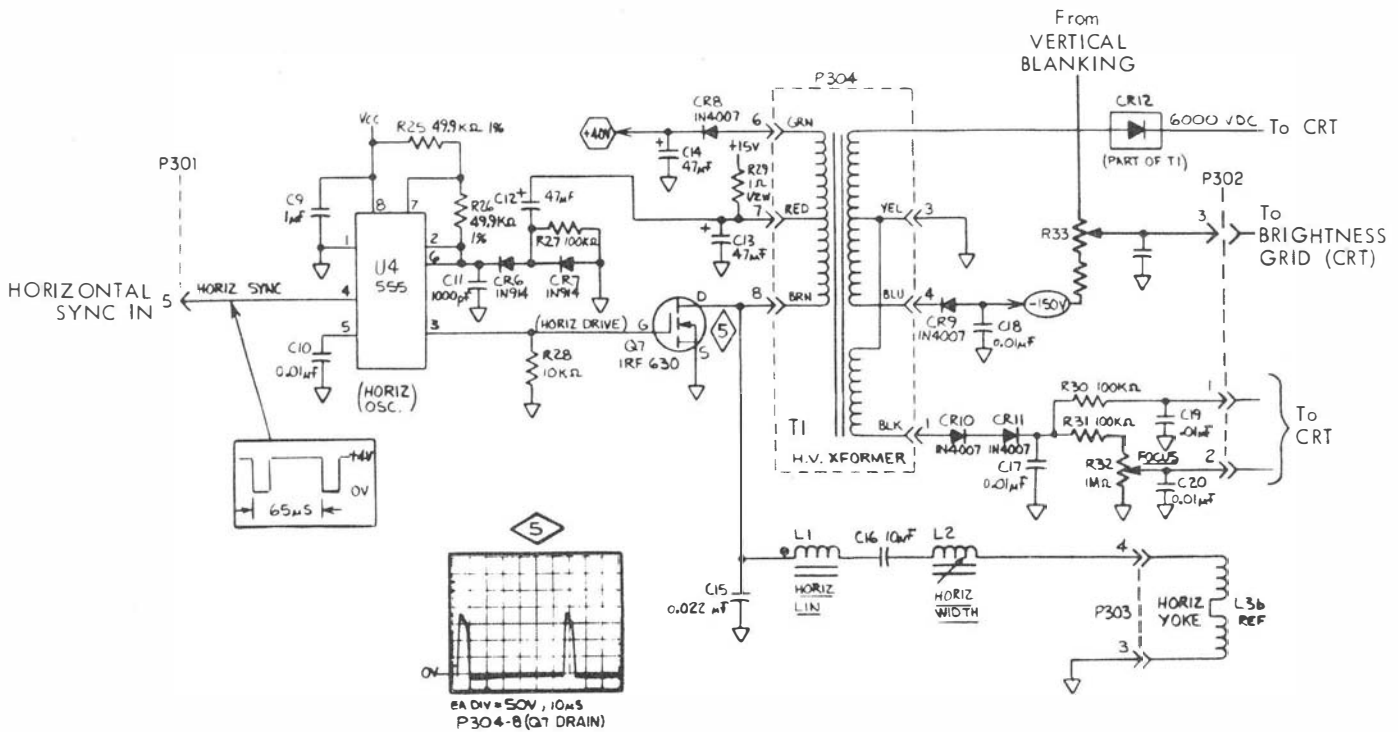 From
VERTICAL
BLANKING
P304
CR8
1N4007
6
GRN
+40V
C14
47µF
+15V
R29
1Ω
1/2W
7
RED
C13
47µF
8
BRN
CR12
(PART OF T1)
6000 VDC
To CRT
P302
3
To
BRIGHTNESS
GRID (CRT)
R33
YEL
3
BLU
4
CR9
1N4007
C18
0.01µF
-150V
P301
VCC
R25 49.9KΩ 1%
R26
49.9KΩ
1%
C12
47µF
C9
1µF
8
7
1
2
6
U4
555
4
5
3
C11
1000pF
CR6
1N914
R27 100KΩ
CR7
1N914
HORIZONTAL
SYNC IN
5
HORIZ SYNC
C10
0.01µF
(HORIZ
OSC.)
(HORIZ DRIVE)
R28
10KΩ
G
D
S
Q7
IRF 630
5
T1
H.V. XFORMER
BLK
1
CR10
1N4007
CR11
1N4007
C17
0.01µF
R30 100KΩ
R31 100KΩ
R32
1MΩ
FOCUS
C19
.01µF
C20
0.01µF
1
2
To
CRT
+4V
0V
65µS
5
0V
EA DIV = 50V, 10µS
P304-8 (Q7 DRAIN)
C15
0.022 µF
L1
HORIZ
LIN
C16 10µF
L2
HORIZ
WIDTH
4
P303
3
HORIZ
YOKE
L3b
REF